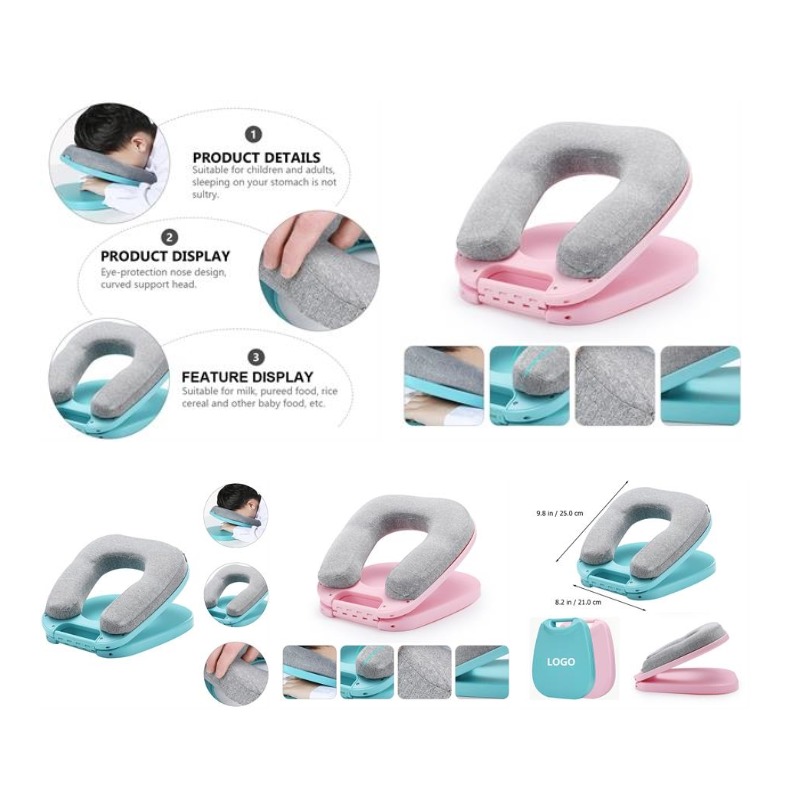 1
PRODUCT DETAILS
Suitable for children and adults,
sleeping on your stomach is not
sultry.
2
PRODUCT DISPLAY
Eye-protection nose design,
curved support head.
3
FEATURE DISPLAY
Suitable for milk, pureed food, rice
cereal and other baby food, etc.
9.8 in / 25.0 cm
8.2 in / 21.0 cm
LOGO